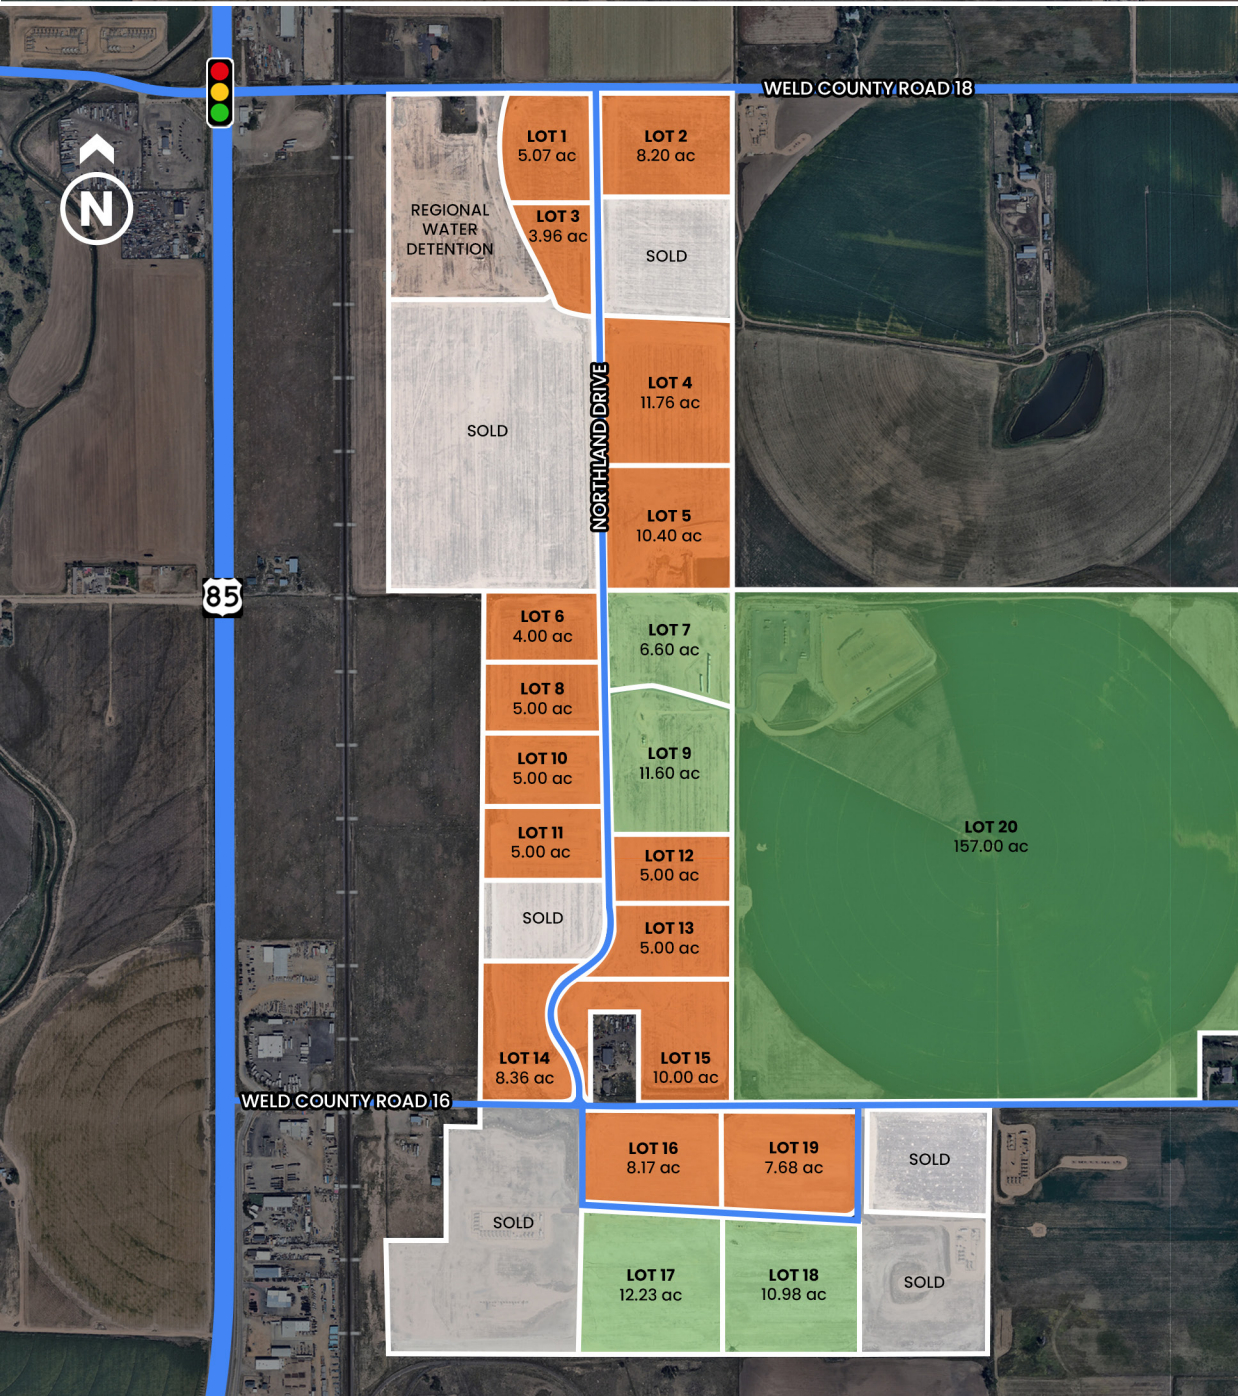 WELD COUNTY ROAD 18
LOT 1
5.07 ac
LOT 2
8.20 ac
N
REGIONAL
WATER
DETENTION
LOT 3
3.96 ac
SOLD
LOT 4
11.76 ac
SOLD
NORTHLAND DRIVE
LOT 5
10.40 ac
85
LOT 6
4.00 ac
LOT 7
6.60 ac
LOT 8
5.00 ac
LOT 9
11.60 ac
LOT 10
5.00 ac
LOT 11
5.00 ac
LOT 12
5.00 ac
LOT 20
157.00 ac
SOLD
LOT 13
5.00 ac
LOT 14
8.36 ac
LOT 15
10.00 ac
WELD COUNTY ROAD 16
LOT 16
8.17 ac
LOT 19
7.68 ac
SOLD
SOLD
LOT 17
12.23 ac
LOT 18
10.98 ac
SOLD